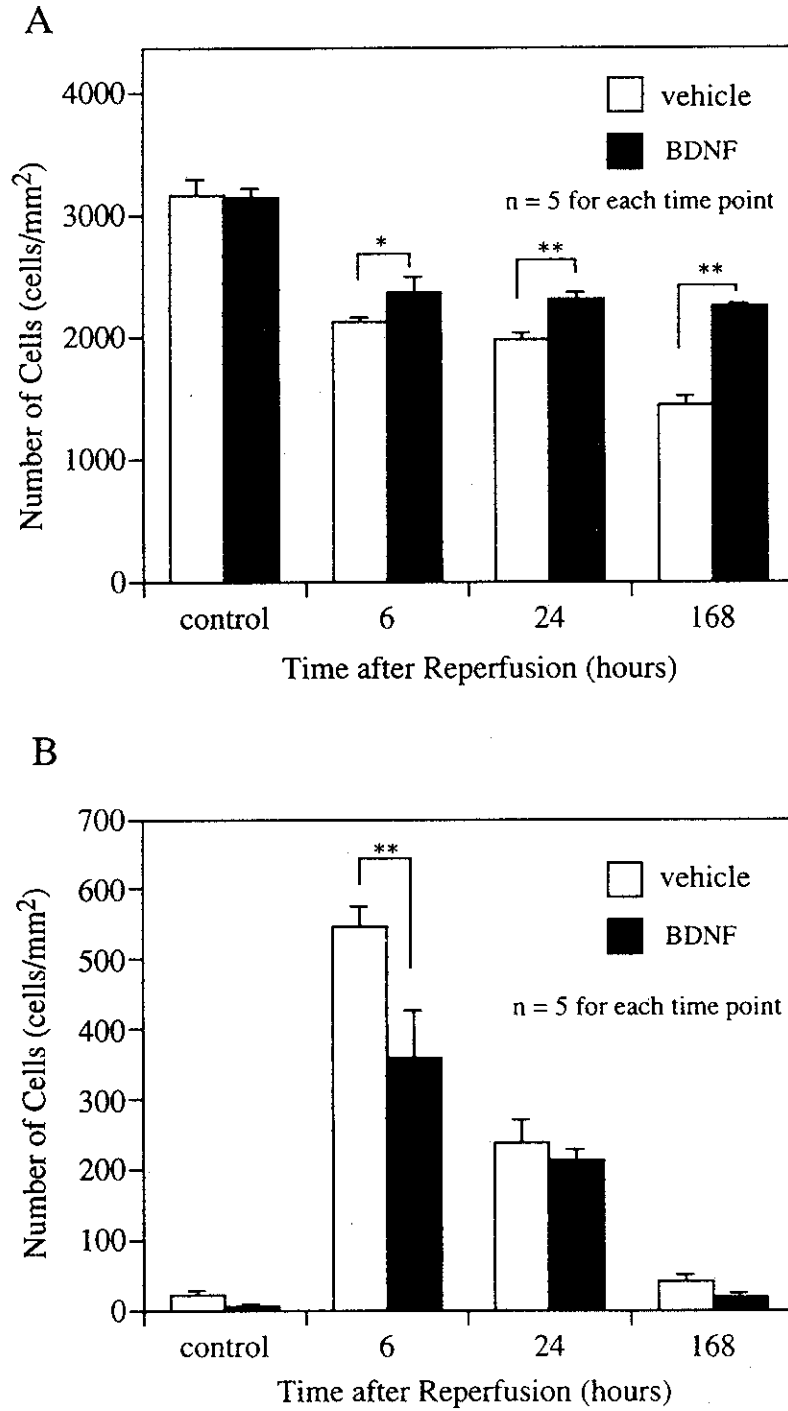 A
4000
3000
2000
1000
0
Number of Cells (cells/mm²)
vehicle
BDNF
n = 5 for each time point
*
**
**
control 6 24 168
Time after Reperfusion (hours)
B
700
600
500
400
300
200
100
0
Number of Cells (cells/mm²)
vehicle
BDNF
n = 5 for each time point
**
control 6 24 168
Time after Reperfusion (hours)